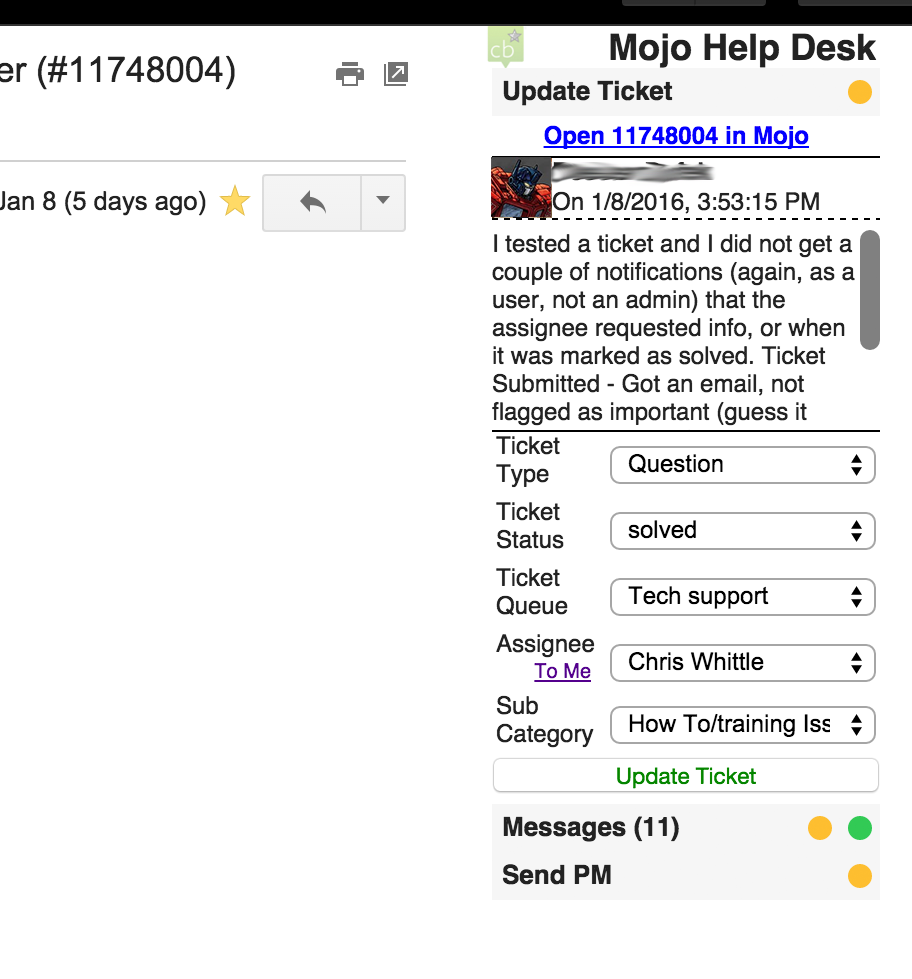 er (#11748004)
Jan 8 (5 days ago)
cb
Mojo Help Desk
Update Ticket
Open 11748004 in Mojo
On 1/8/2016, 3:53:15 PM
I tested a ticket and I did not get a
couple of notifications (again, as a
user, not an admin) that the
assignee requested info, or when
it was marked as solved. Ticket
Submitted - Got an email, not
flagged as important (guess it
Ticket
Type
Question
Ticket
Status
solved
Ticket
Queue
Tech support
Assignee
To Me
Chris Whittle
Sub
Category
How To/training Iss
Update Ticket
Messages (11)
Send PM